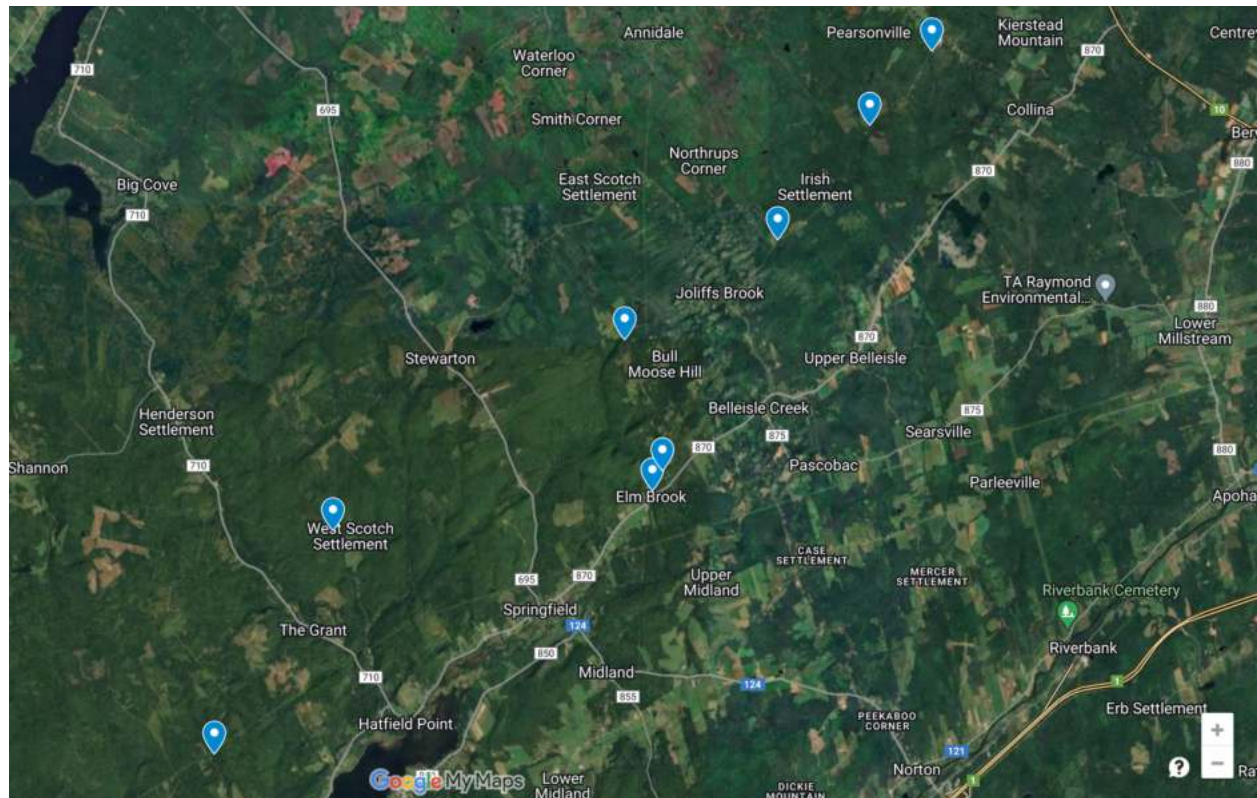 Annidale
Pearsonville
Kierstead
Mountain
870
710
Waterloo
Corner
695
Collina
10
Smith Corner
Northrups
Corner
880
870
East Scotch
Settlement
Irish
Settlement
Big Cove
710
Joliffs Brook
TA Raymond
Environmental...
880
Lower
Millstream
870
Stewarton
Bull
Moose Hill
Upper Belleisle
Henderson
Settlement
Belleisle Creek
875
Searsville
875
870
880
Shannon
710
Pascobac
Parleeville
Elm Brook
West Scotch
Settlement
CASE
SETTLEMENT
695
870
Upper
Midland
MERCER
SETTLEMENT
Riverbank Cemetery
Springfield
The Grant
124
850
Riverbank
710
Midland
124
1
855
Hatfield Point
PEEKABOO
CORNER
Erb Settlement
121
Norton
Google My Maps
Lower
Midland
1
DICKIE
MOUNTAIN
+
?
−